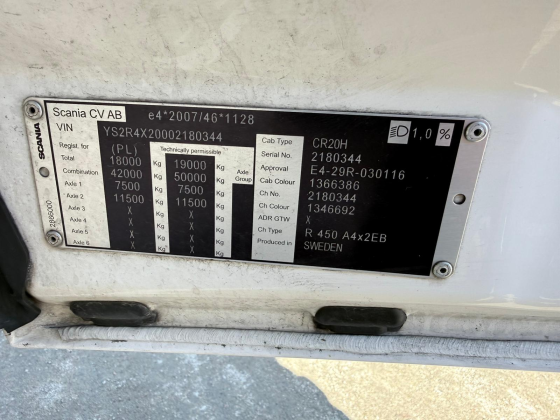 Scania CV AB e4*2007/46*1128
VIN YS2R4X20002180344
SCANIA
Regist. for (PL) Technically permissible
Total 18000 Kg 19000 Kg
Combination 42000 Kg 50000 Kg
Axle 1 7500 Kg 7500 Kg
Axle 2 11500 Kg 11500 Kg
Axle 3 X Kg X Kg
Axle 4 X Kg X Kg
Axle 5 X Kg X Kg
Axle 6 X Kg X Kg
Axle Group
Cab Type CR20H
Serial No. 2180344
Approval E4-29R-030116
Cab Colour 1366386
Ch No. 2180344
Ch Colour 1346692
ADR GTW X
Ch Type R 450 A4x2EB
Produced in SWEDEN
1,0 %